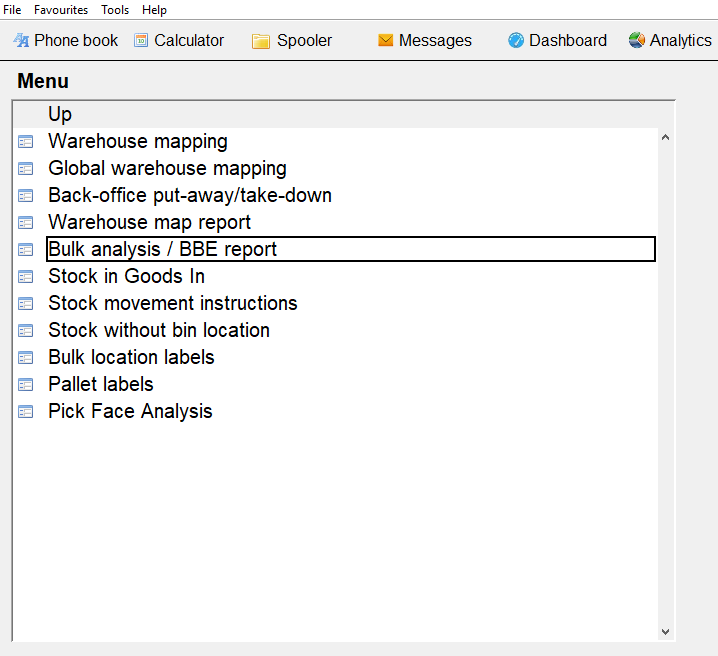 File Favourites Tools Help
Phone book Calculator Spooler Messages Dashboard Analytics
Menu
Up
Warehouse mapping
Global warehouse mapping
Back-office put-away/take-down
Warehouse map report
Bulk analysis / BBE report
Stock in Goods In
Stock movement instructions
Stock without bin location
Bulk location labels
Pallet labels
Pick Face Analysis